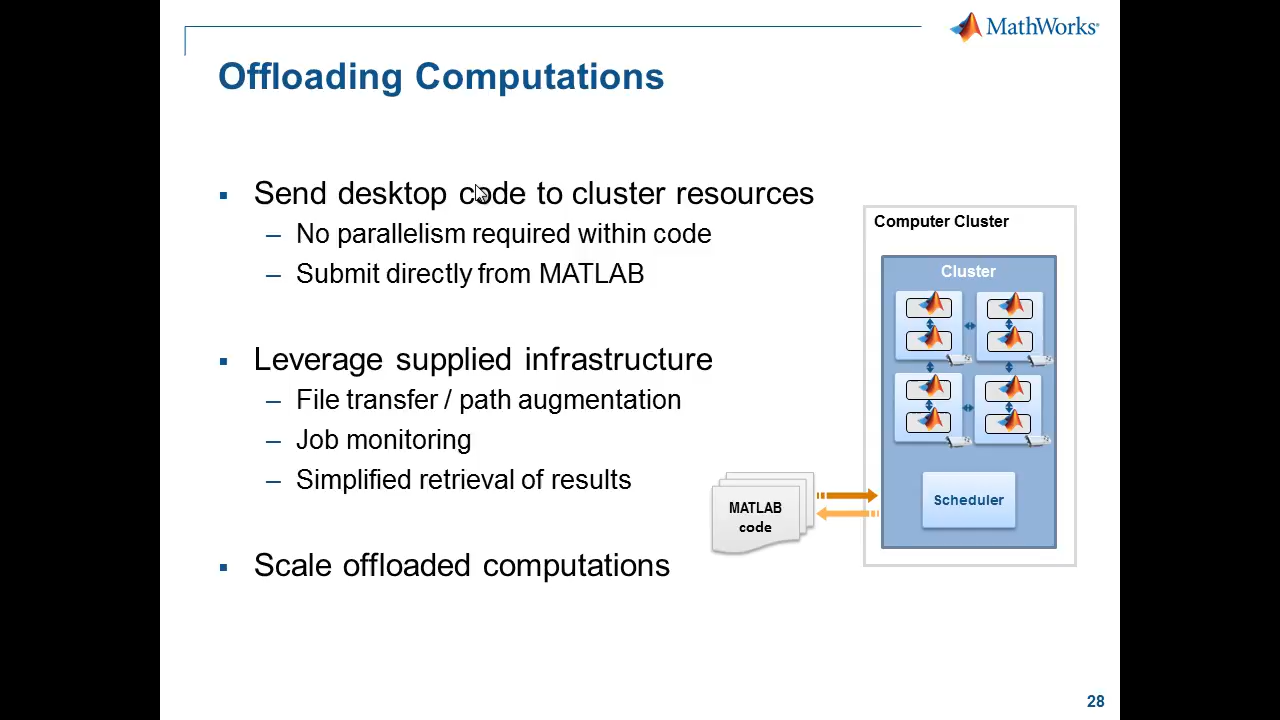 MathWorks®
Offloading Computations
▪ Send desktop code to cluster resources
– No parallelism required within code
– Submit directly from MATLAB
▪ Leverage supplied infrastructure
– File transfer / path augmentation
– Job monitoring
– Simplified retrieval of results
▪ Scale offloaded computations
Computer Cluster
Cluster
Scheduler
MATLAB
code
28